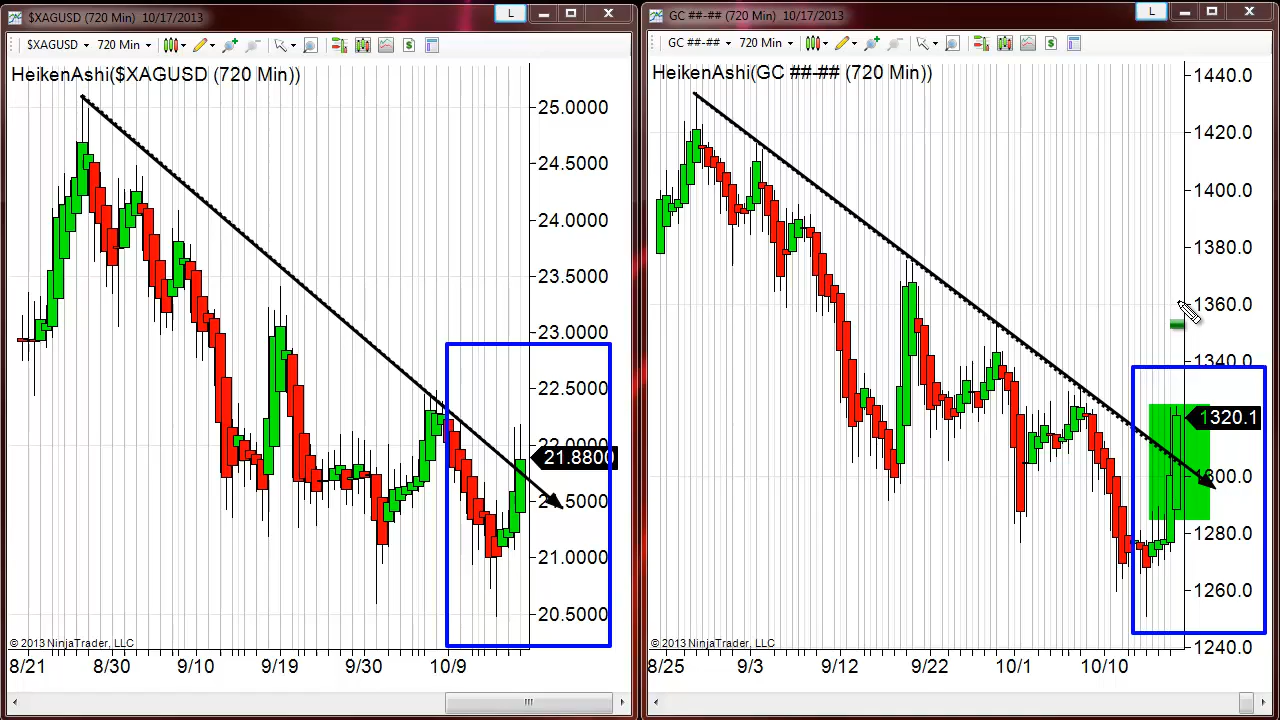 $XAGUSD (720 Min) 10/17/2013
L
$XAGUSD 720 Min
$
HeikenAshi($XAGUSD (720 Min))
25.0000
24.5000
24.0000
23.5000
23.0000
22.5000
22.0000
21.8800
21.5000
21.0000
20.5000
© 2013 NinjaTrader, LLC
8/21 8/30 9/10 9/19 9/30 10/9
GC ##-## (720 Min) 10/17/2013
L
GC ##-## 720 Min
$
HeikenAshi(GC ##-## (720 Min))
1440.0
1420.0
1400.0
1380.0
1360.0
1340.0
1320.1
1300.0
1280.0
1260.0
1240.0
© 2013 NinjaTrader, LLC
8/25 9/3 9/12 9/22 10/1 10/10